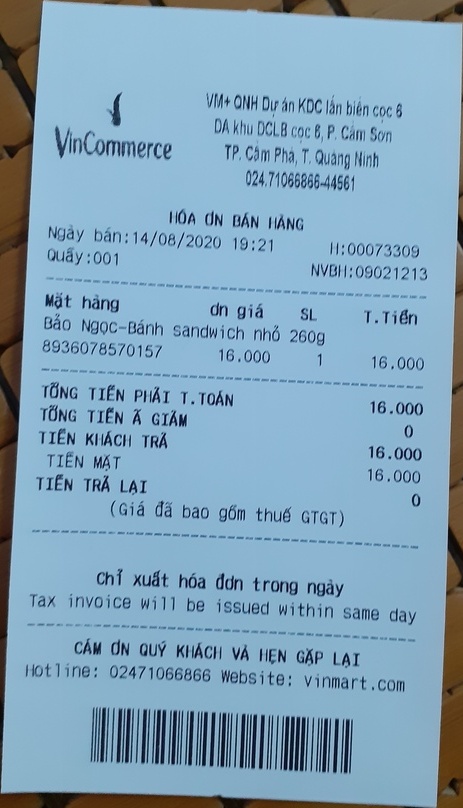 VinCommerce
VM+ QNH Dự án KDC lấn biển cọc 6
DA khu DCLB cọc 6, P. Cẩm Sơn
TP. Cẩm Phả, T. Quảng Ninh
024.71066866-44561
HÓA ƠN BÁN HÀNG
Ngày bán:14/08/2020 19:21 H:00073309
Quầy:001 NVBH:09021213
Mặt hàng ơn giá SL T.Tiền
Bảo Ngọc-Bánh sandwich nhỏ 260g
8936078570157 16.000 1 16.000
TỔNG TIỀN PHẢI T.TOÁN 16.000
TỔNG TIỀN Ã GIẢM 0
TIỀN KHÁCH TRẢ 16.000
TIỀN MẶT 16.000
TIỀN TRẢ LẠI 0
(Giá đã bao gồm thuế GTGT)
Chỉ xuất hóa đơn trong ngày
Tax invoice will be issued within same day
CẢM ƠN QUÝ KHÁCH VÀ HẸN GẶP LẠI
Hotline: 02471066866 Website: vinmart.com